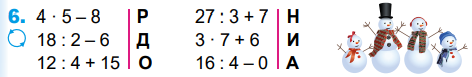 6. 4 · 5 – 8 Р 27 : 3 + 7 Н
18 : 2 – 6 Д 3 · 7 + 6 И
12 : 4 + 15 О 16 : 4 – 0 А